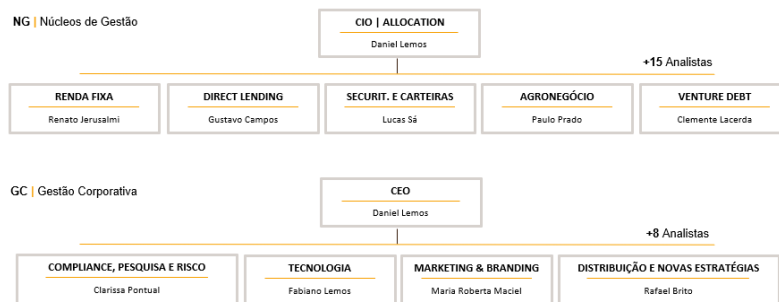 NG | Núcleos de Gestão
CIO | ALLOCATION
Daniel Lemos
+15 Analistas
RENDA FIXA
Renato Jerusalmi
DIRECT LENDING
Gustavo Campos
SECURIT. E CARTEIRAS
Lucas Sá
AGRONEGÓCIO
Paulo Prado
VENTURE DEBT
Clemente Lacerda
GC | Gestão Corporativa
CEO
Daniel Lemos
+8 Analistas
COMPLIANCE, PESQUISA E RISCO
Clarissa Pontual
TECNOLOGIA
Fabiano Lemos
MARKETING & BRANDING
Maria Roberta Maciel
DISTRIBUIÇÃO E NOVAS ESTRATÉGIAS
Rafael Brito